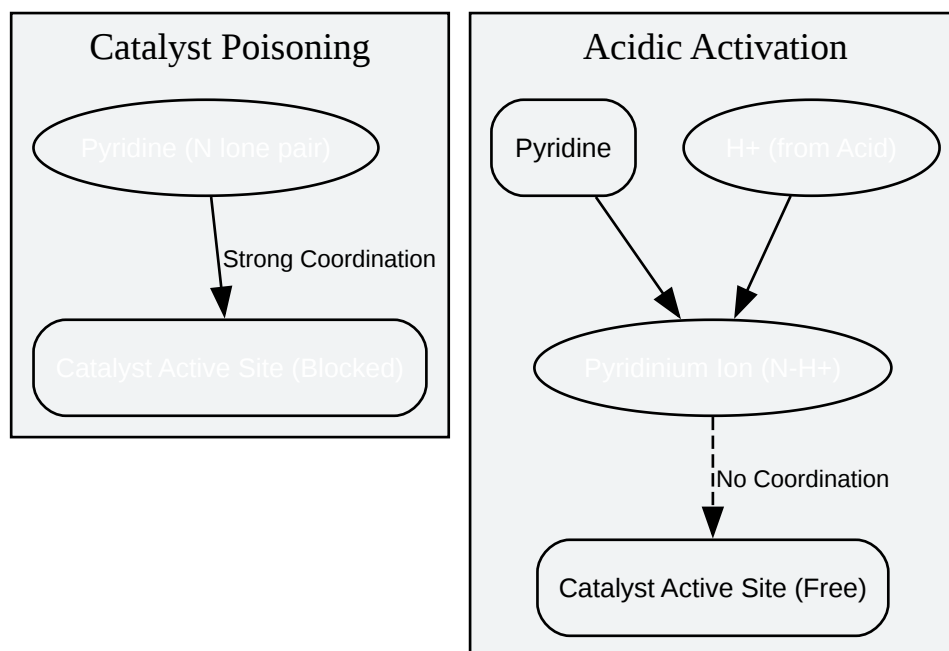 Catalyst Poisoning
Pyridine (N lone pair)
Strong Coordination
Catalyst Active Site (Blocked)
Acidic Activation
Pyridine
H+ (from Acid)
Pyridinium Ion (N-H+)
No Coordination
Catalyst Active Site (Free)